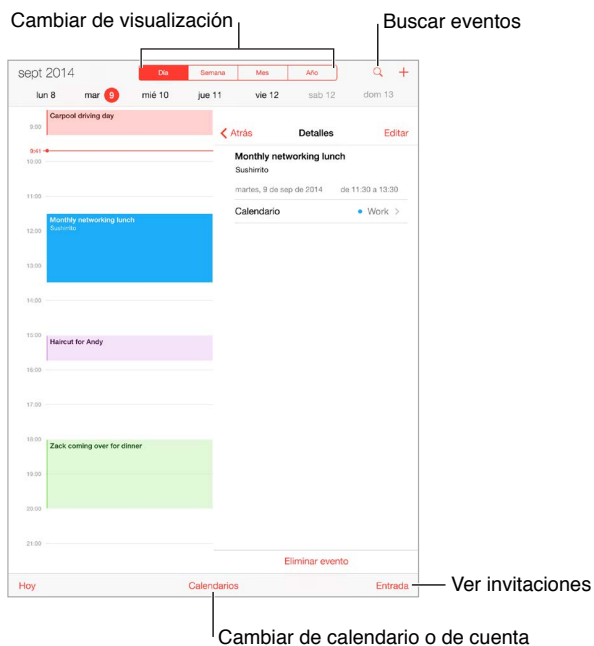 Cambiar de visualización
Buscar eventos
sept 2014
Día
Semana
Mes
Año
lun 8
mar 9
mié 10
jue 11
vie 12
sab 12
dom 13
9:00
Carpool driving day
Atrás
Detalles
Editar
9:41
10:00
Monthly networking lunch
Sushirrito
martes, 9 de sep de 2014
de 11:30 a 13:30
11:00
Calendario
Work
Monthly networking lunch
Sushirrito
12:00
13:00
14:00
15:00
Haircut for Andy
16:00
17:00
18:00
Zack coming over for dinner
19:00
20:00
21:00
Eliminar evento
Hoy
Calendarios
Entrada
Ver invitaciones
Cambiar de calendario o de cuenta